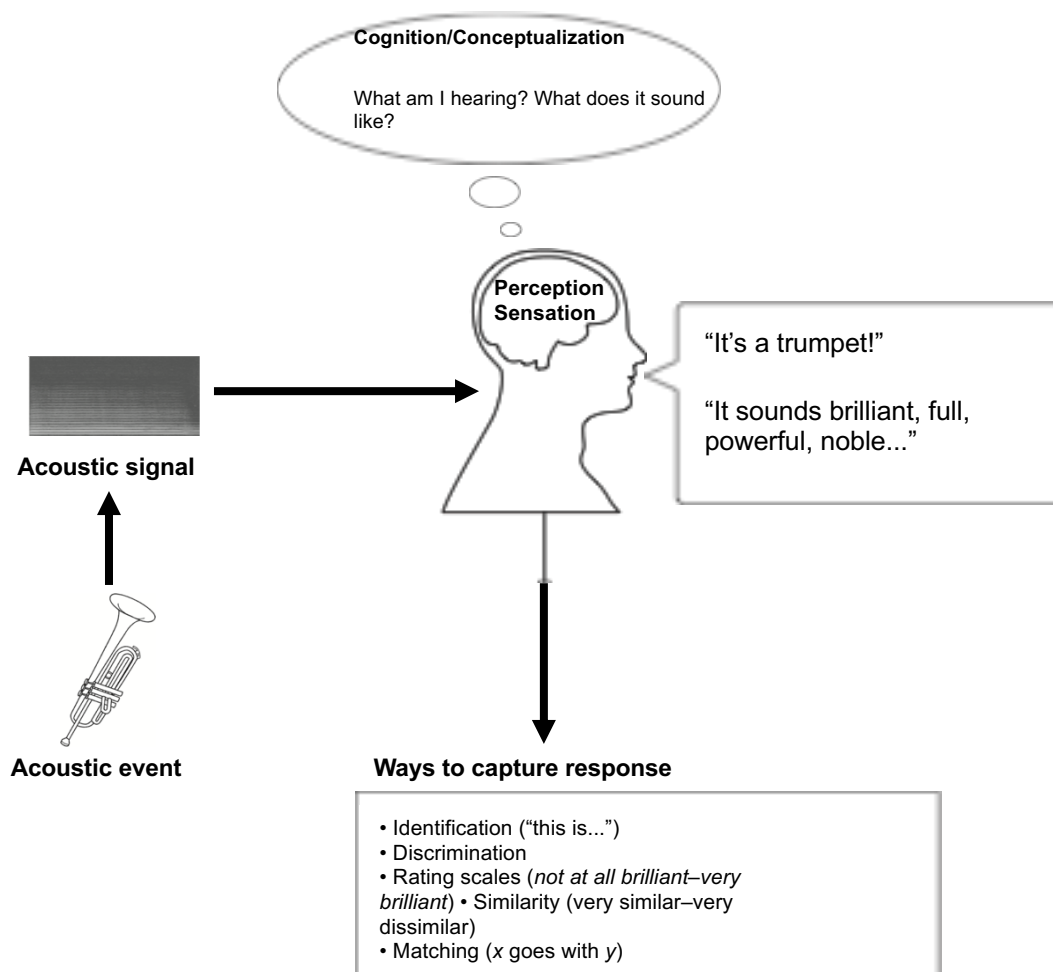 Cognition/Conceptualization
What am I hearing? What does it sound
like?
Perception
Sensation
“It’s a trumpet!”
“It sounds brilliant, full,
powerful, noble...”
Acoustic signal
Acoustic event
Ways to capture response
• Identification (“this is...”)
• Discrimination
• Rating scales (not at all brilliant–very
brilliant) • Similarity (very similar–very
dissimilar)
• Matching (x goes with y)